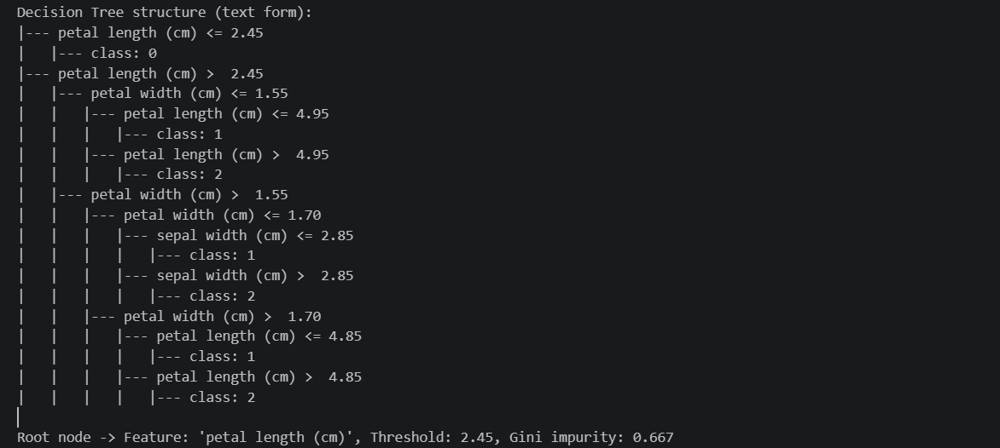 Decision Tree structure (text form):
|--- petal length (cm) <= 2.45
|   |--- class: 0
|--- petal length (cm) >  2.45
|   |--- petal width (cm) <= 1.55
|   |   |--- petal length (cm) <= 4.95
|   |   |   |--- class: 1
|   |   |--- petal length (cm) >  4.95
|   |   |   |--- class: 2
|   |--- petal width (cm) >  1.55
|   |   |--- petal width (cm) <= 1.70
|   |   |   |--- sepal width (cm) <= 2.85
|   |   |   |   |--- class: 1
|   |   |   |--- sepal width (cm) >  2.85
|   |   |   |   |--- class: 2
|   |   |--- petal width (cm) >  1.70
|   |   |   |--- petal length (cm) <= 4.85
|   |   |   |   |--- class: 1
|   |   |   |--- petal length (cm) >  4.85
|   |   |   |   |--- class: 2
Root node -> Feature: 'petal length (cm)', Threshold: 2.45, Gini impurity: 0.667